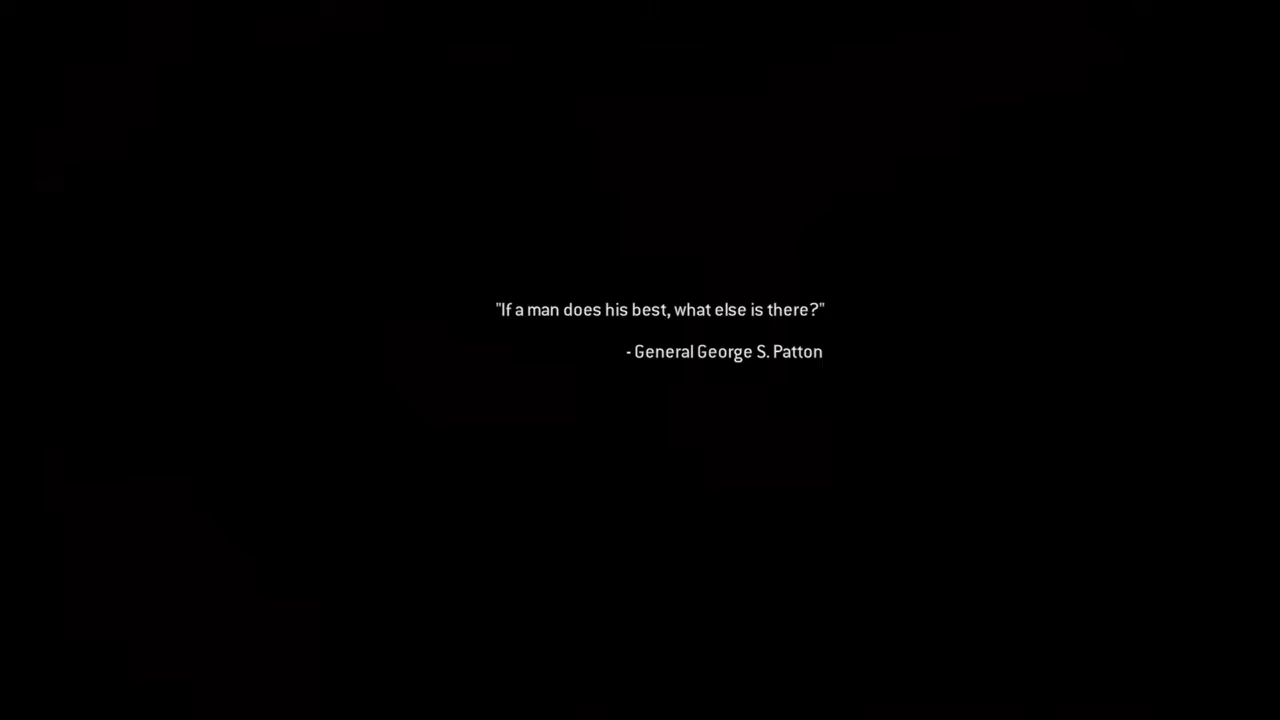 "If a man does his best, what else is there?"
- General George S. Patton